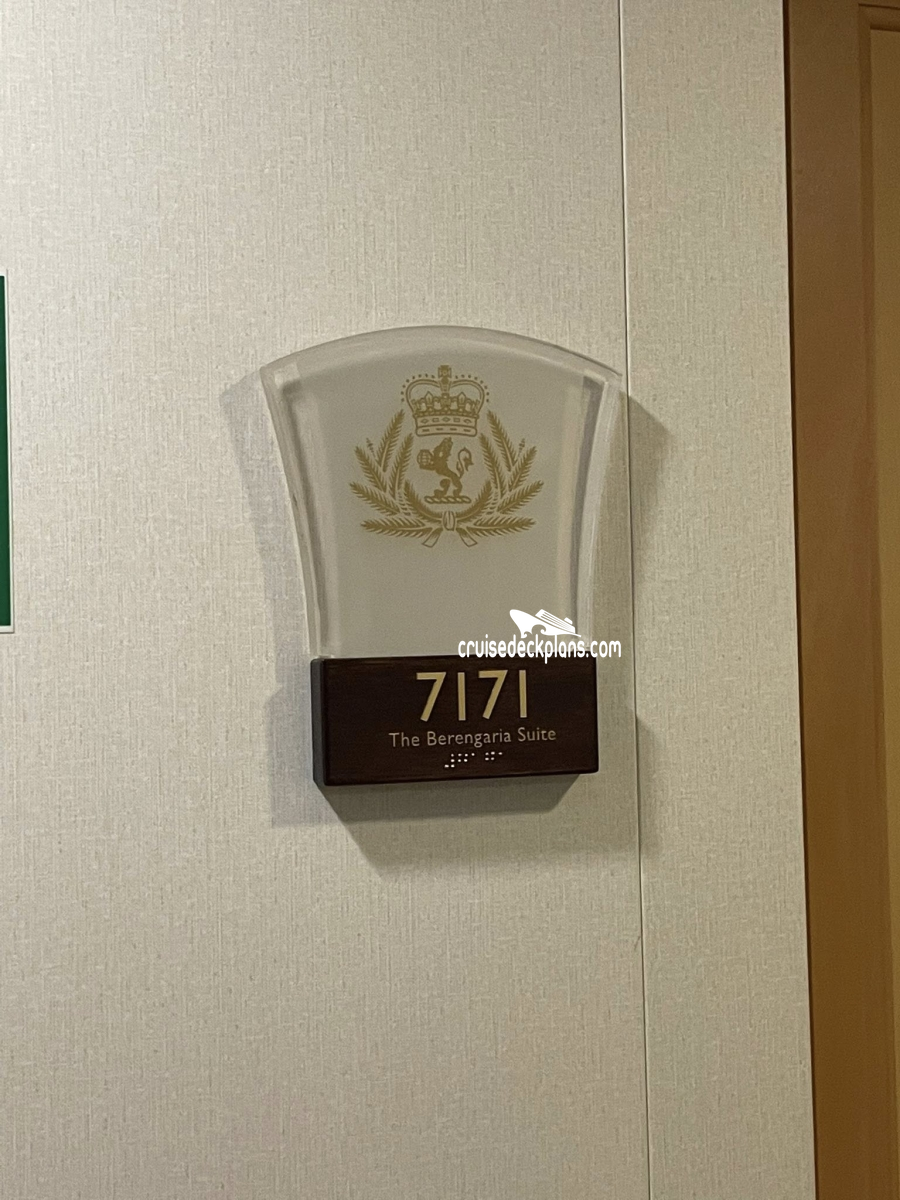 cruisedeckplans.com
7171
The Berengaria Suite